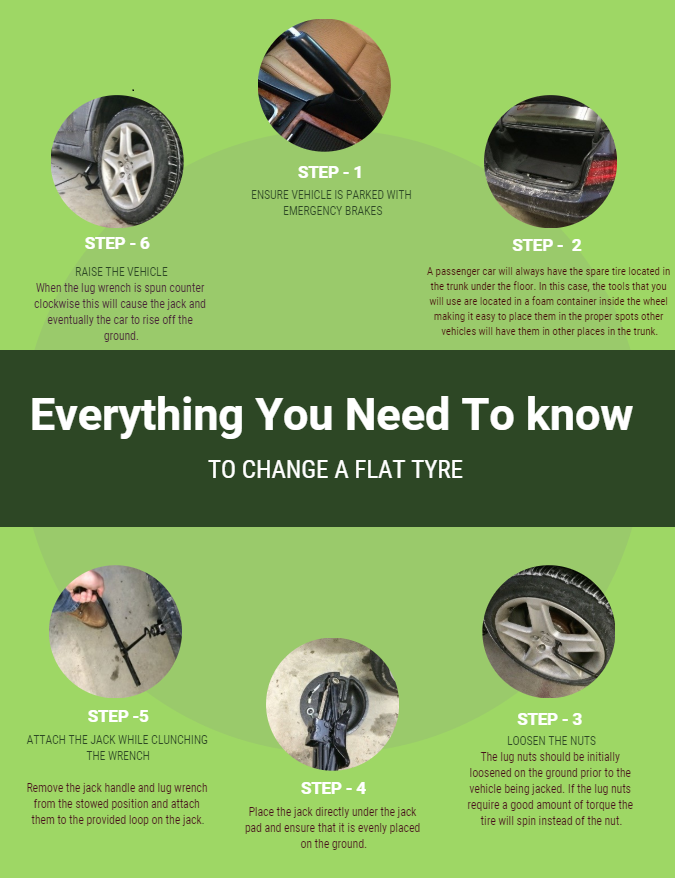 STEP - 1
ENSURE VEHICLE IS PARKED WITH
EMERGENCY BRAKES
STEP - 2
A passenger car will always have the spare tire located in
the trunk under the floor. In this case, the tools that you
will use are located in a foam container inside the wheel
making it easy to place them in the proper spots other
vehicles will have them in other places in the trunk.
STEP - 6
RAISE THE VEHICLE
When the lug wrench is spun counter
clockwise this will cause the jack and
eventually the car to rise off the
ground.
Everything You Need To know
TO CHANGE A FLAT TYRE
STEP - 3
LOOSEN THE NUTS
The lug nuts should be initially
loosened on the ground prior to the
vehicle being jacked. If the lug nuts
require a good amount of torque the
tire will spin instead of the nut.
STEP - 4
Place the jack directly under the jack
pad and ensure that it is evenly placed
on the ground.
STEP -5
ATTACH THE JACK WHILE CLUNCHING
THE WRENCH
Remove the jack handle and lug wrench
from the stowed position and attach
them to the provided loop on the jack.